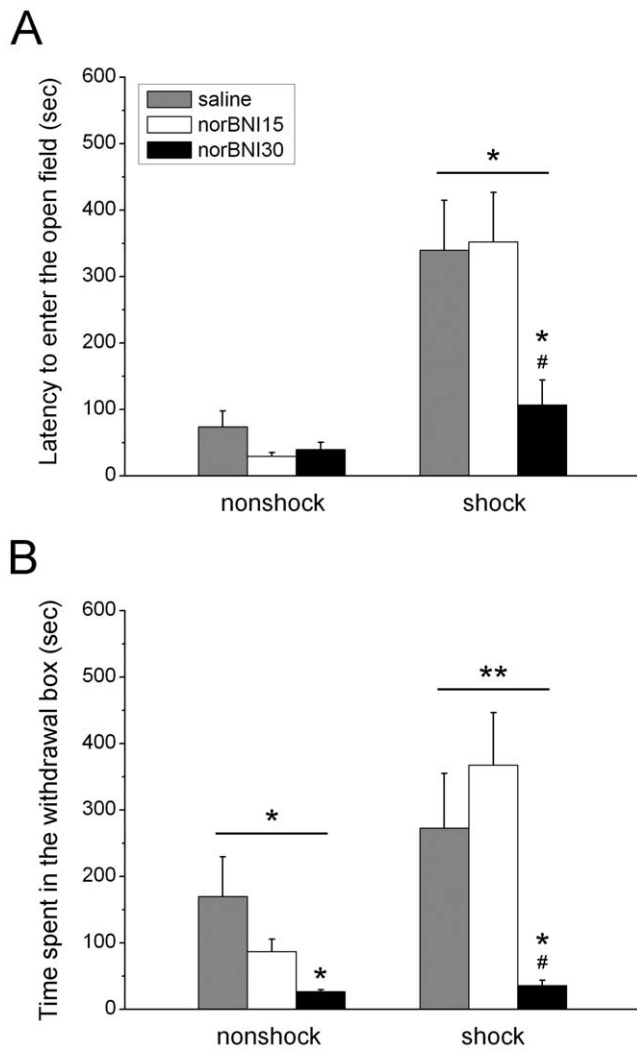 A
Latency to enter the open field (sec)
600
500
400
300
200
100
0
saline
norBNI15
norBNI30
*
*
#
nonshock shock
B
Time spent in the withdrawal box (sec)
600
500
400
300
200
100
0
*
*
**
*
#
nonshock shock